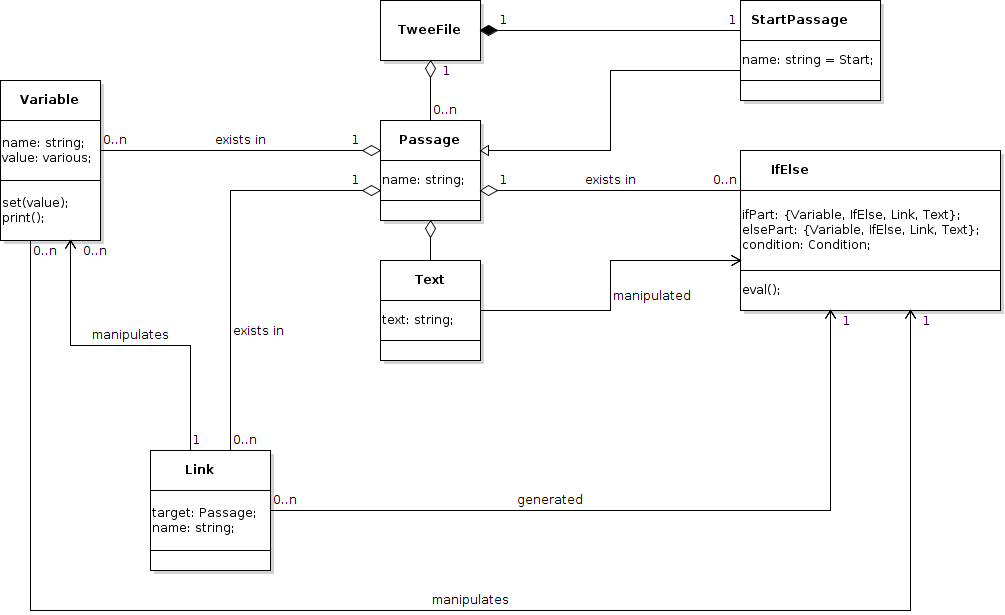 TweeFile
1
1
StartPassage
name: string = Start;
1
0..n
Variable
name: string;
value: various;
set(value);
print();
0..n
exists in
1
Passage
name: string;
1
1
exists in
0..n
IfElse
ifPart: {Variable, IfElse, Link, Text};
elsePart: {Variable, IfElse, Link, Text};
condition: Condition;
eval();
0..n
0..n
Text
text: string;
manipulated
1
1
manipulates
exists in
1
0..n
Link
target: Passage;
name: string;
0..n
generated
manipulates